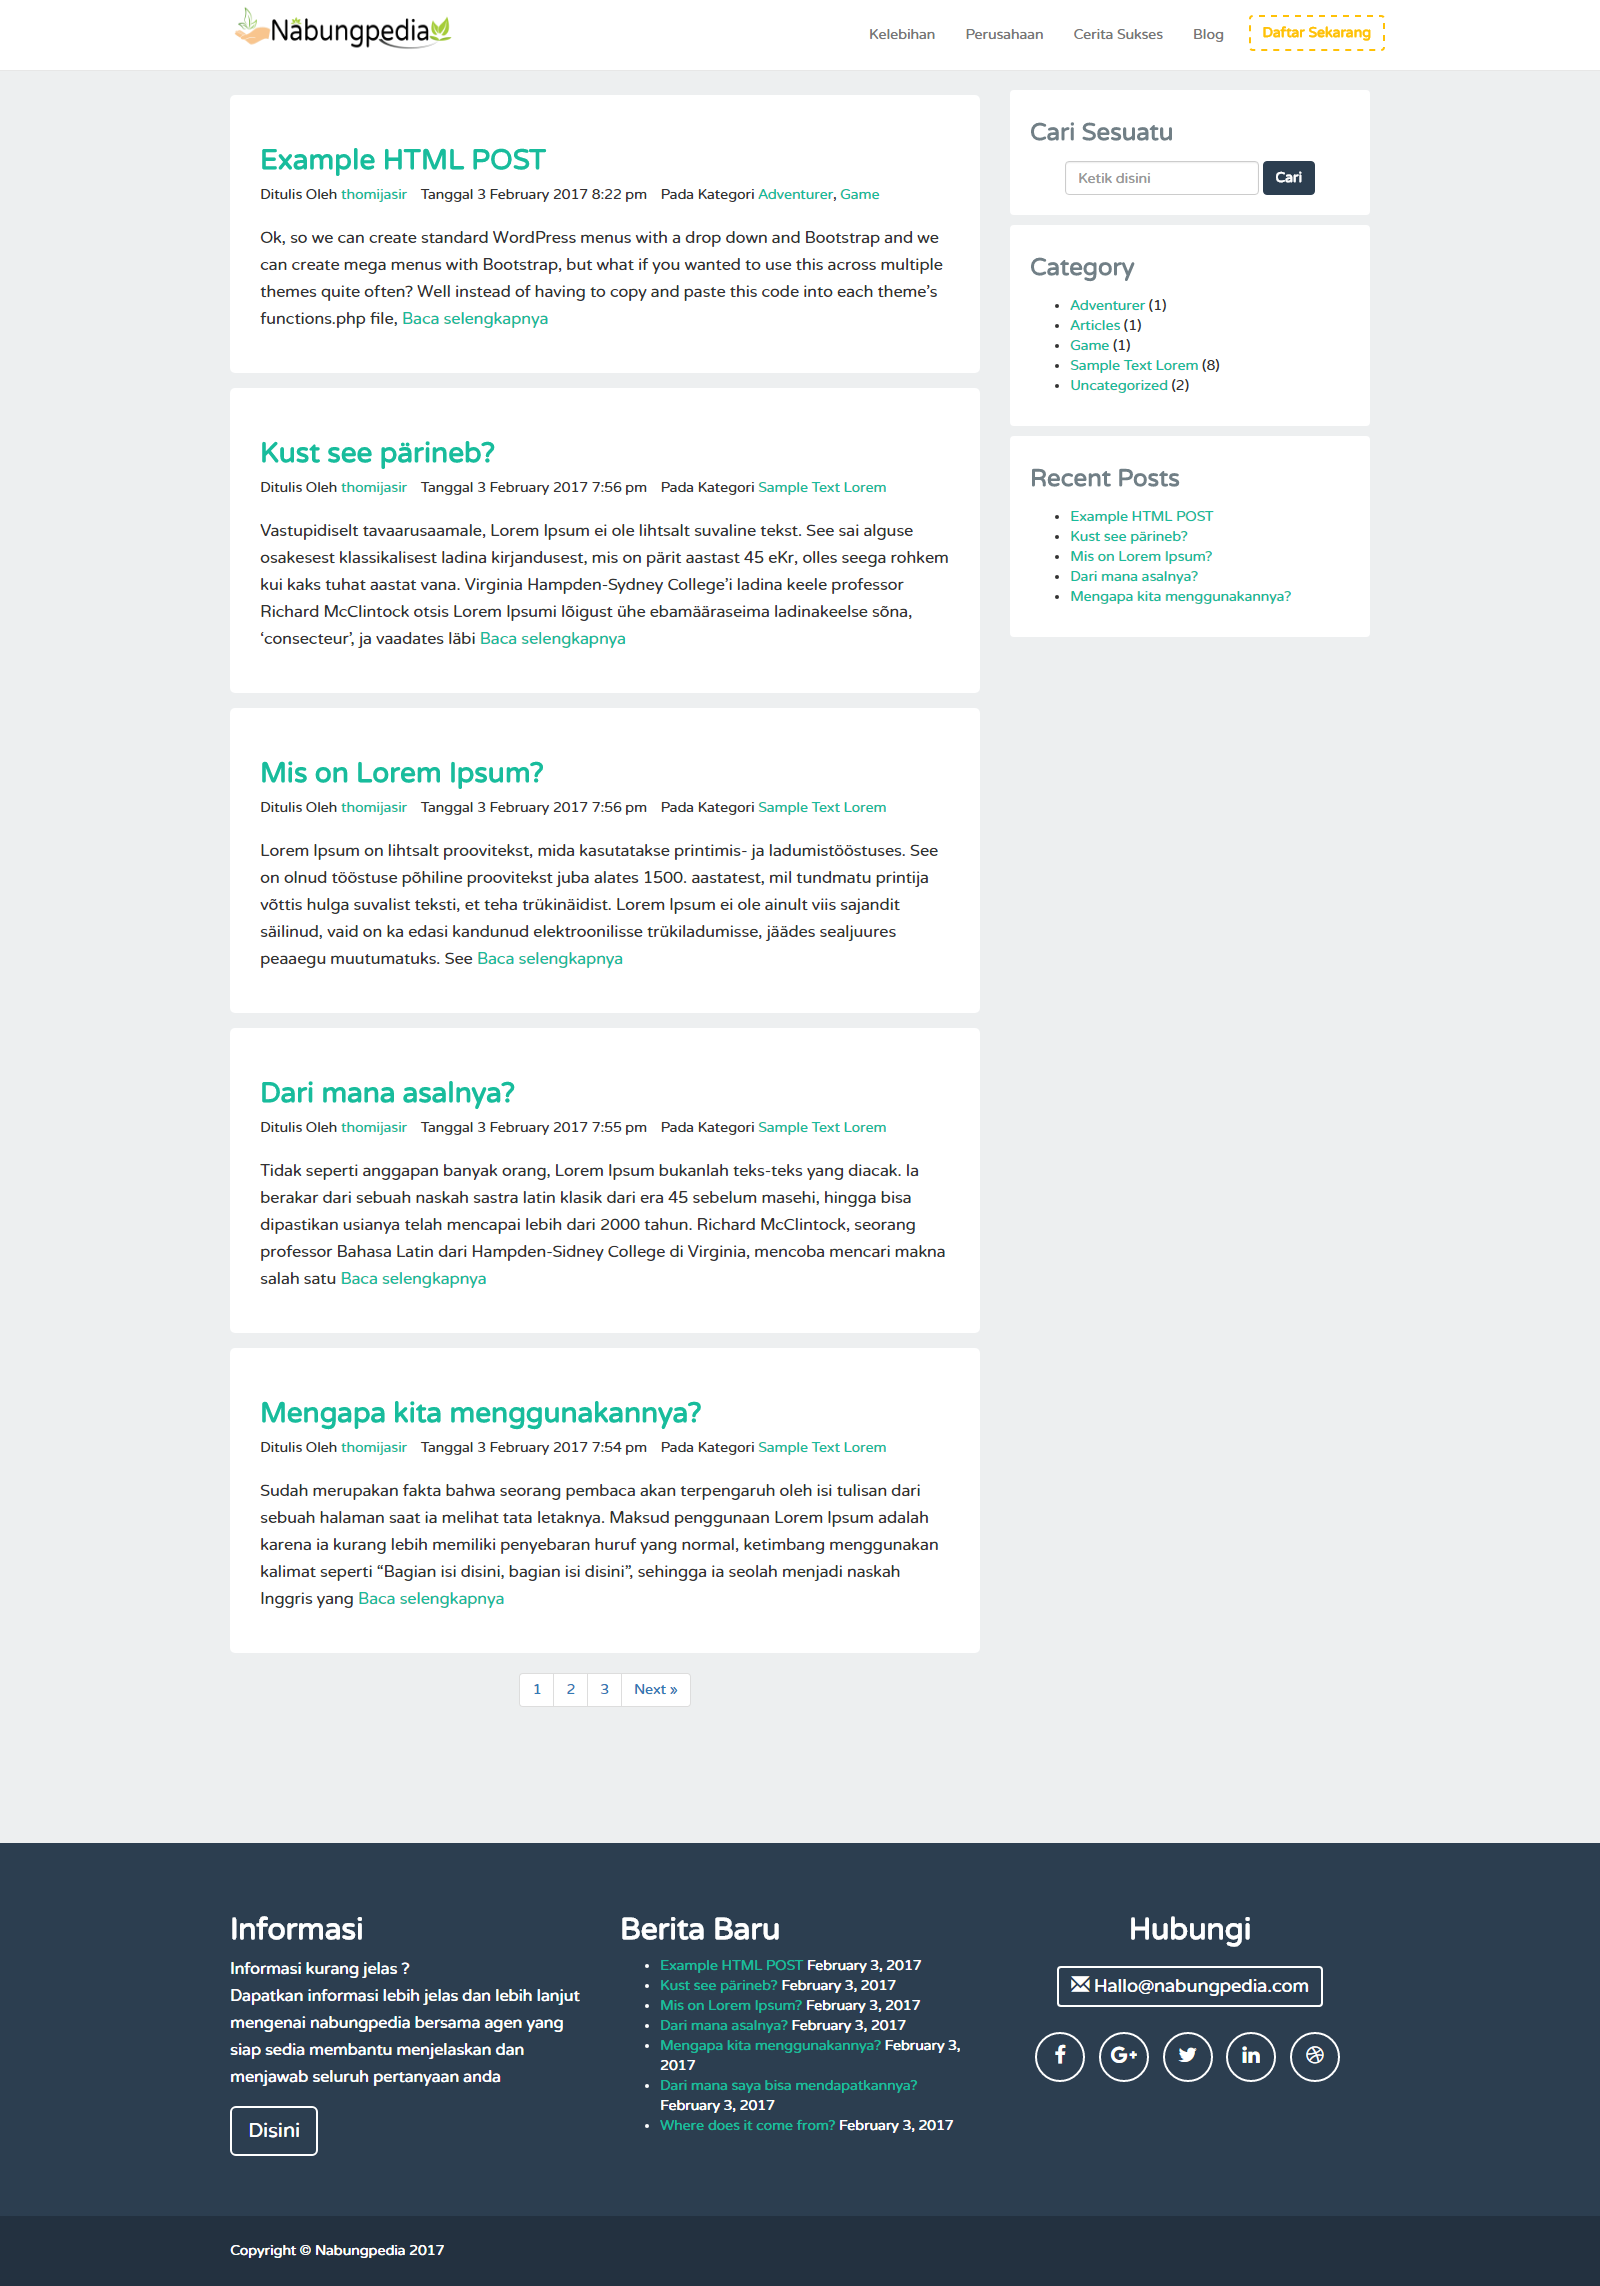 Nabungpedia
Kelebihan Perusahaan Cerita Sukses Blog Daftar Sekarang
Example HTML POST
Ditulis Oleh thomijasir Tanggal 3 February 2017 8:22 pm Pada Kategori Adventurer, Game
Ok, so we can create standard WordPress menus with a drop down and Bootstrap and we
can create mega menus with Bootstrap, but what if you wanted to use this across multiple
themes quite often? Well instead of having to copy and paste this code into each theme’s
functions.php file, Baca selengkapnya
Kust see pärineb?
Ditulis Oleh thomijasir Tanggal 3 February 2017 7:56 pm Pada Kategori Sample Text Lorem
Vastupidiselt tavaarusaamale, Lorem Ipsum ei ole lihtsalt suvaline tekst. See sai alguse
osakesest klassikalisest ladina kirjandusest, mis on pärit aastast 45 eKr, olles seega rohkem
kui kaks tuhat aastat vana. Virginia Hampden-Sydney College’i ladina keele professor
Richard McClintock otsis Lorem Ipsumi lõigust ühe ebamääraseima ladinakeelse sõna,
‘consecteur’, ja vaadates läbi Baca selengkapnya
Mis on Lorem Ipsum?
Ditulis Oleh thomijasir Tanggal 3 February 2017 7:56 pm Pada Kategori Sample Text Lorem
Lorem Ipsum on lihtsalt proovitekst, mida kasutatakse printimis- ja ladumistööstuses. See
on olnud tööstuse põhiline proovitekst juba alates 1500. aastatest, mil tundmatu printija
võttis hulga suvalist teksti, et teha trükinäidist. Lorem Ipsum ei ole ainult viis sajandit
säilinud, vaid on ka edasi kandunud elektroonilisse trükiladumisse, jäädes sealjuures
peaaegu muutumatuks. See Baca selengkapnya
Dari mana asalnya?
Ditulis Oleh thomijasir Tanggal 3 February 2017 7:55 pm Pada Kategori Sample Text Lorem
Tidak seperti anggapan banyak orang, Lorem Ipsum bukanlah teks-teks yang diacak. Ia
berakar dari sebuah naskah sastra latin klasik dari era 45 sebelum masehi, hingga bisa
dipastikan usianya telah mencapai lebih dari 2000 tahun. Richard McClintock, seorang
professor Bahasa Latin dari Hampden-Sidney College di Virginia, mencoba mencari makna
salah satu Baca selengkapnya
Mengapa kita menggunakannya?
Ditulis Oleh thomijasir Tanggal 3 February 2017 7:54 pm Pada Kategori Sample Text Lorem
Sudah merupakan fakta bahwa seorang pembaca akan terpengaruh oleh isi tulisan dari
sebuah halaman saat ia melihat tata letaknya. Maksud penggunaan Lorem Ipsum adalah
karena ia kurang lebih memiliki penyebaran huruf yang normal, ketimbang menggunakan
kalimat seperti “Bagian isi disini, bagian isi disini”, sehingga ia seolah menjadi naskah
Inggris yang Baca selengkapnya
1 2 3 Next »
Cari Sesuatu
Ketik disini Cari
Category
Adventurer (1)
Articles (1)
Game (1)
Sample Text Lorem (8)
Uncategorized (2)
Recent Posts
Example HTML POST
Kust see pärineb?
Mis on Lorem Ipsum?
Dari mana asalnya?
Mengapa kita menggunakannya?
Informasi
Informasi kurang jelas ?
Dapatkan informasi lebih jelas dan lebih lanjut
mengenai nabungpedia bersama agen yang
siap sedia membantu menjelaskan dan
menjawab seluruh pertanyaan anda
Disini
Berita Baru
Example HTML POST February 3, 2017
Kust see pärineb? February 3, 2017
Mis on Lorem Ipsum? February 3, 2017
Dari mana asalnya? February 3, 2017
Mengapa kita menggunakannya? February 3,
2017
Dari mana saya bisa mendapatkannya?
February 3, 2017
Where does it come from? February 3, 2017
Hubungi
Hallo@nabungpedia.com
Copyright © Nabungpedia 2017